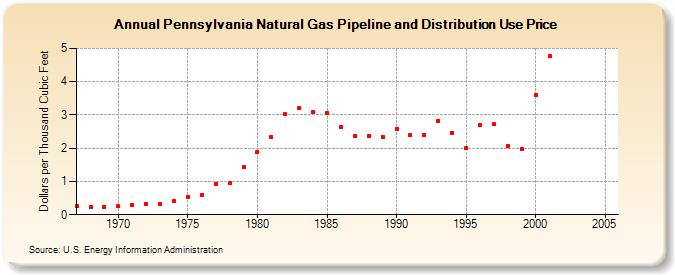 Annual Pennsylvania Natural Gas Pipeline and Distribution Use Price
Dollars per Thousand Cubic Feet
5
4
3
2
1
0
1970 1975 1980 1985 1990 1995 2000 2005
Source: U.S. Energy Information Administration